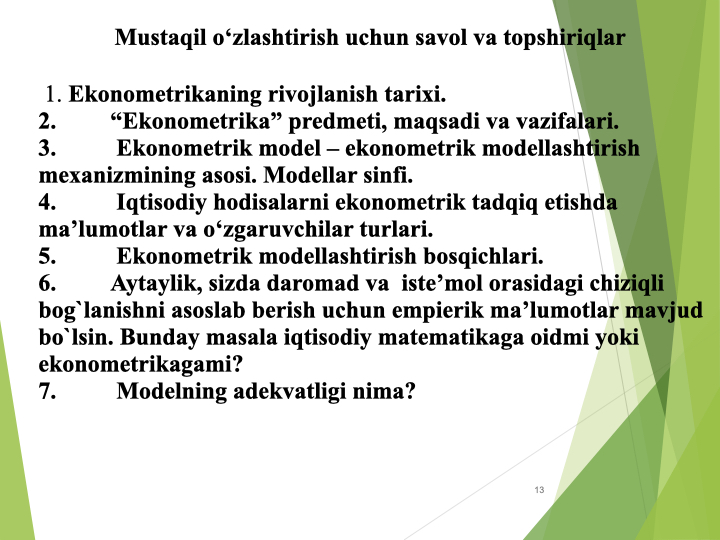 Mustaqil o‘zlashtirish uchun savol va topshiriqlar
1. Ekonometrikaning rivojlanish tarixi.
2. “Ekonometrika” predmeti, maqsadi va vazifalari.
3. Ekonometrik model – ekonometrik modellashtirish
mexanizmining asosi. Modellar sinfi.
4. Iqtisodiy hodisalarni ekonometrik tadqiq etishda
ma’lumotlar va o‘zgaruvchilar turlari.
5. Ekonometrik modellashtirish bosqichlari.
6. Aytaylik, sizda daromad va iste’mol orasidagi chiziqli
bog`lanishni asoslab berish uchun empierik ma’lumotlar mavjud
bo`lsin. Bunday masala iqtisodiy matematikaga oidmi yoki
ekonometrikagami?
7. Modelning adekvatligi nima?
13